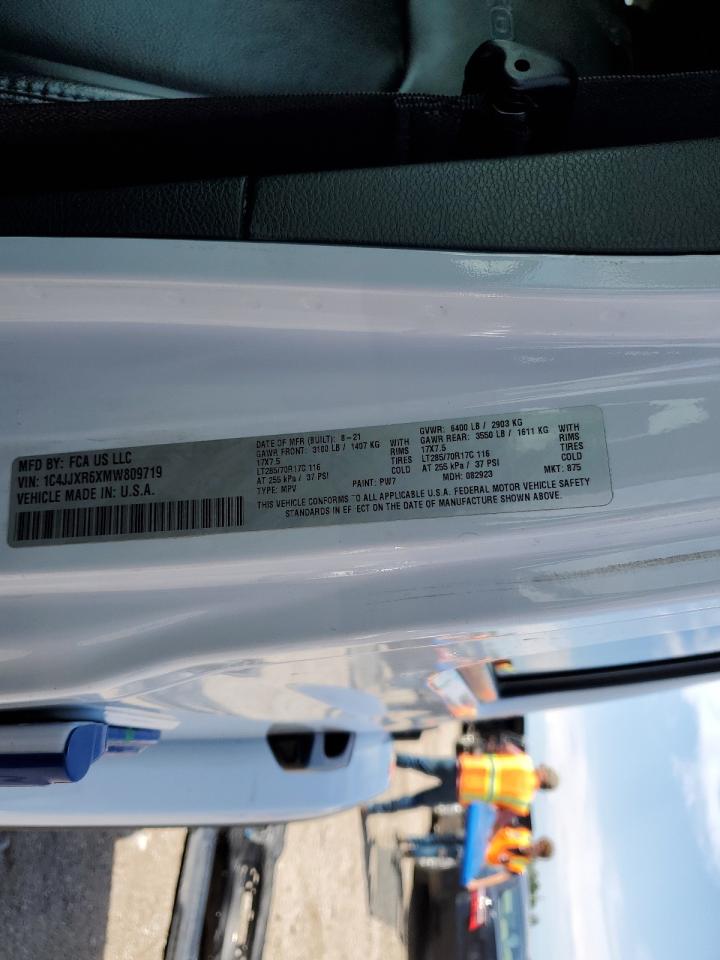 MFD BY: FCA US LLC
VIN: 1C4JJXR6XMW809719
VEHICLE MADE IN U.S.A.
DATE OF MFR (BUILT): 8-21 GVWR: 6400 LB / 2903 KG
GAWR FRONT: 3103 LB / 1407 KG WITH GAWR REAR: 3550 LB / 1611 KG WITH
17X7.5 RIMS 17X7.5 RIMS
LT285/70R17C 116 TIRES LT285/70R17C 116 TIRES
AT 255 kPa / 37 PSI COLD AT 255 kPa / 37 PSI COLD
TYPE: MPV PAINT: PW7 MDH: 082923 MKT: 875
THIS VEHICLE CONFORMS TO ALL APPLICABLE U.S.A. FEDERAL MOTOR VEHICLE SAFETY
STANDARDS IN EFFECT ON THE DATE OF MANUFACTURE SHOWN ABOVE.